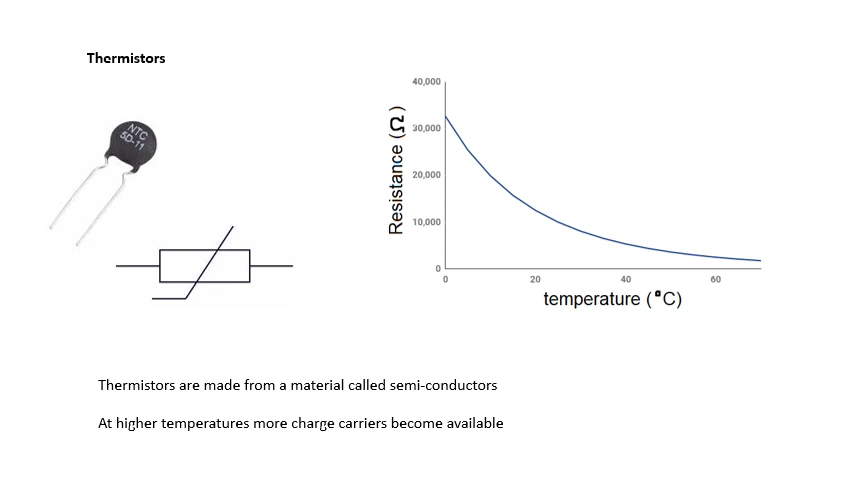 Thermistors
NTC
5D-11
40,000
30,000
20,000
10,000
0
Resistance (Ω)
0 20 40 60
temperature (°C)
Thermistors are made from a material called semi-conductors
At higher temperatures more charge carriers become available